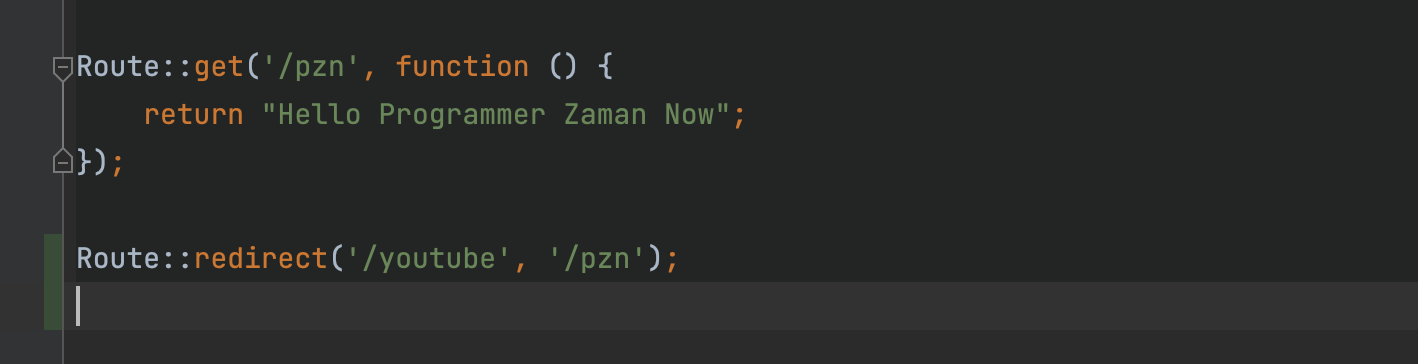 Route::get('/pzn', function () {
    return "Hello Programmer Zaman Now";
});
Route::redirect('/youtube', '/pzn');